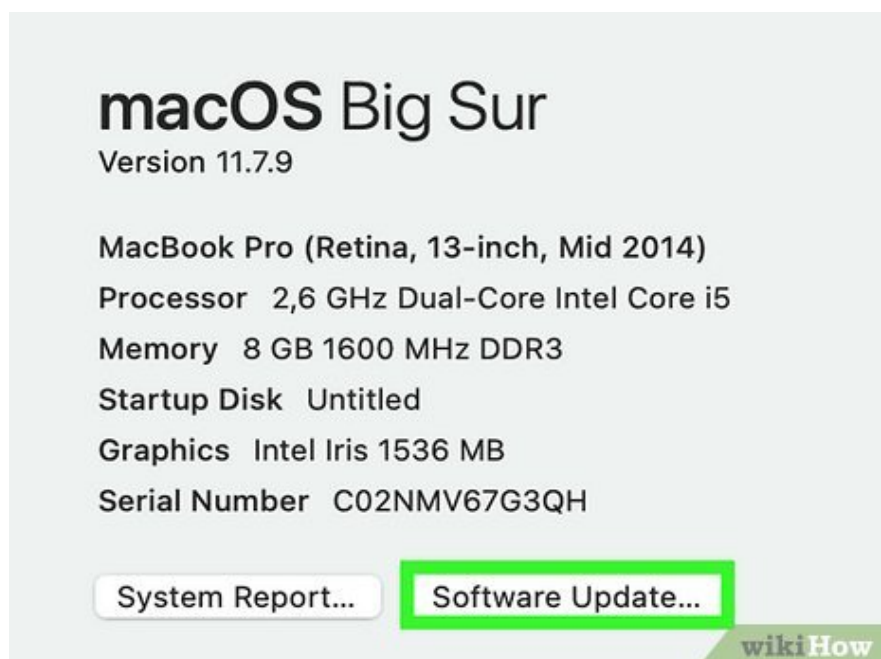 macOS Big Sur
Version 11.7.9
MacBook Pro (Retina, 13-inch, Mid 2014)
Processor 2,6 GHz Dual-Core Intel Core i5
Memory 8 GB 1600 MHz DDR3
Startup Disk Untitled
Graphics Intel Iris 1536 MB
Serial Number C02NMV67G3QH
System Report... Software Update...
wikiHow